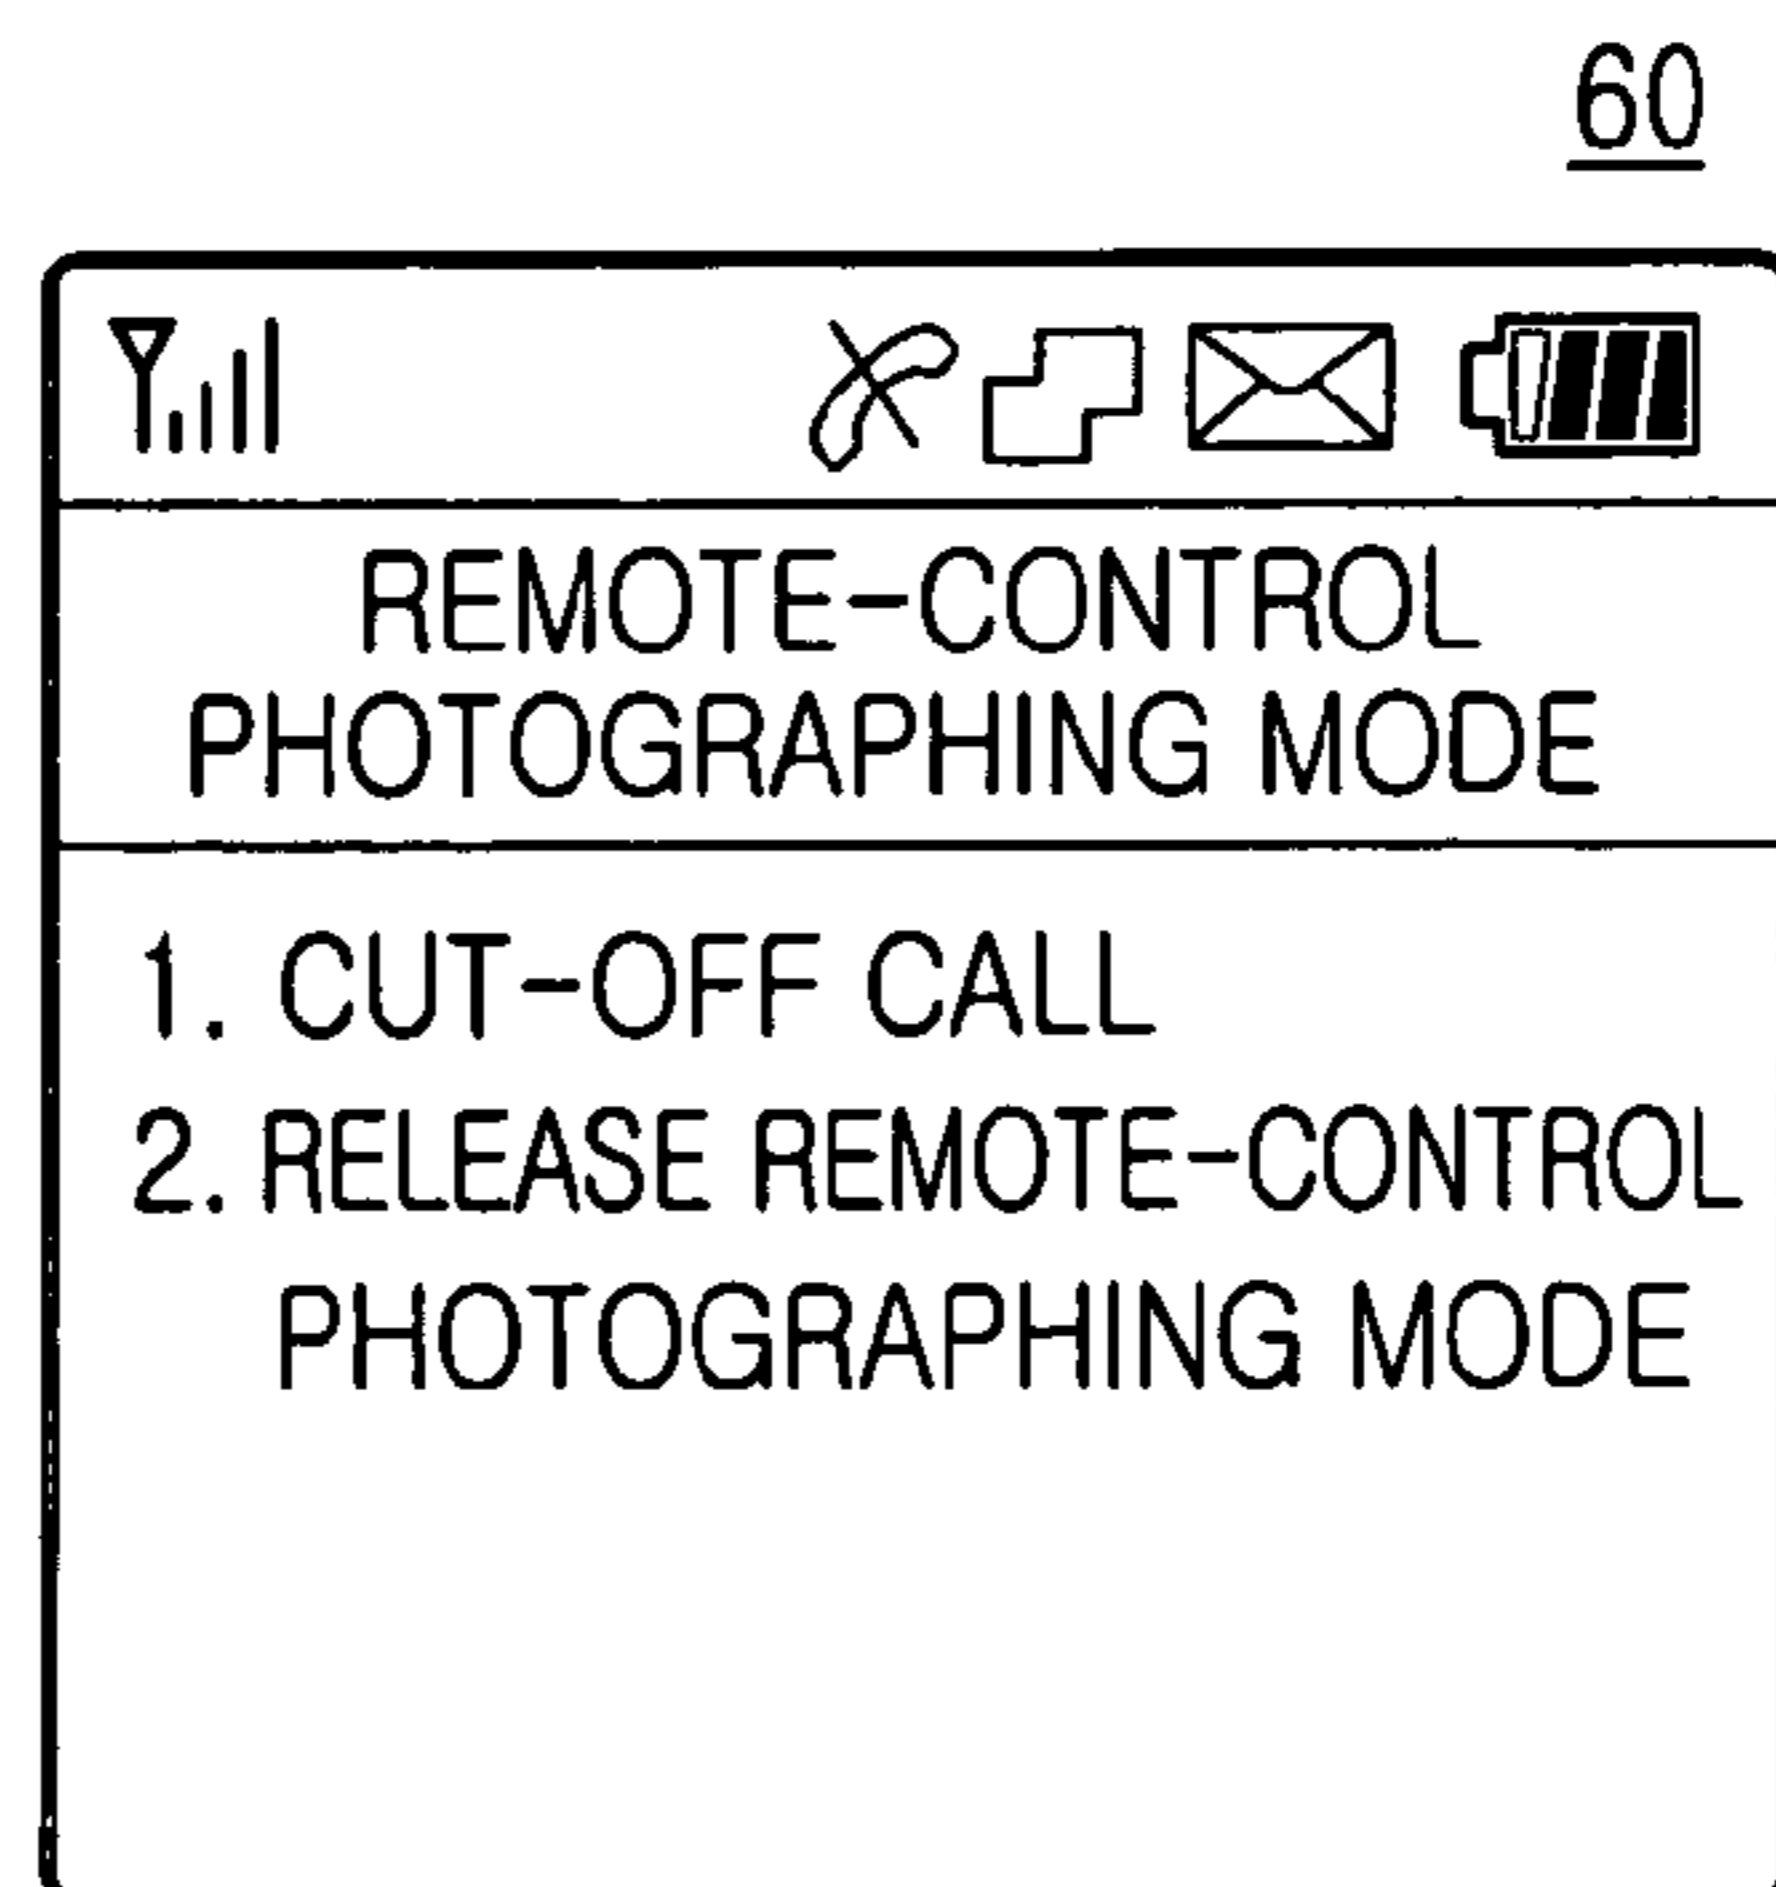 60
REMOTE-CONTROL
PHOTOGRAPHING MODE
1. CUT-OFF CALL
2. RELEASE REMOTE-CONTROL
PHOTOGRAPHING MODE